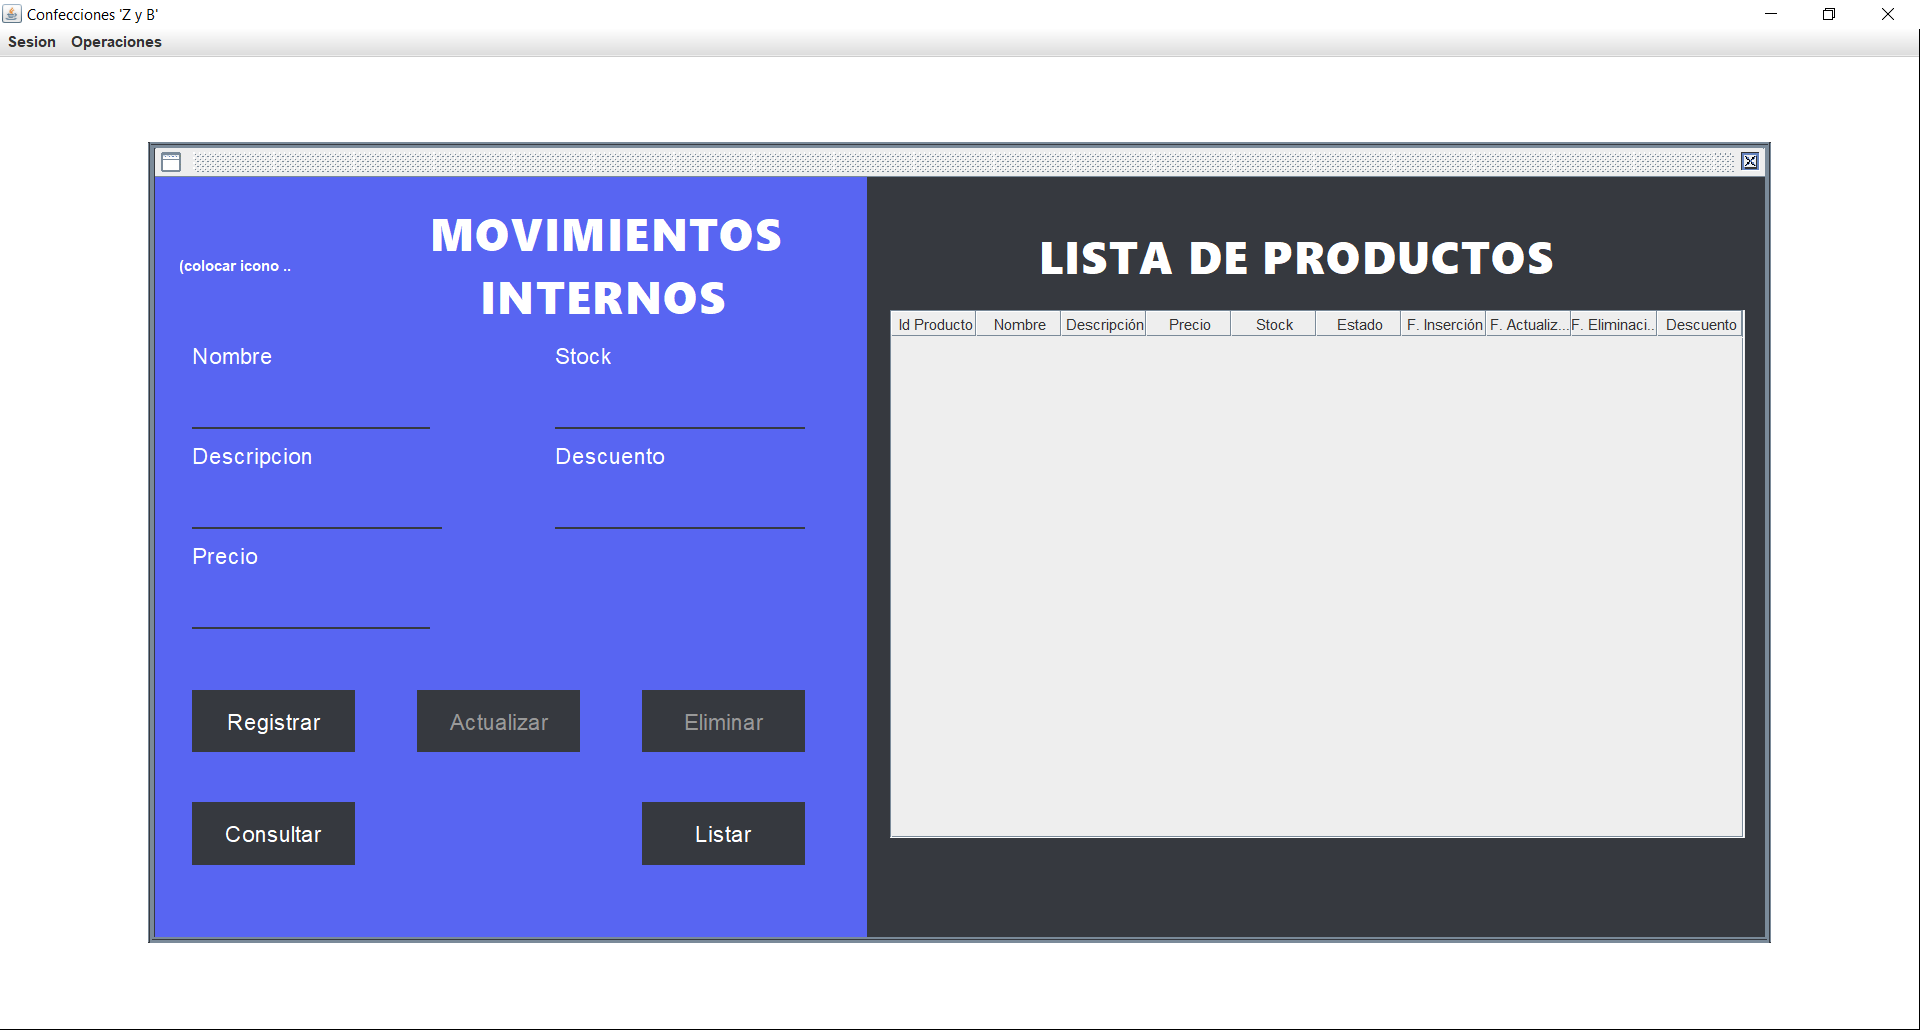 Confecciones 'Z y B'
Sesion Operaciones
(colocar icono ..
MOVIMIENTOS
INTERNOS
Nombre
Stock
Descripcion
Descuento
Precio
Registrar
Actualizar
Eliminar
Consultar
Listar
LISTA DE PRODUCTOS
Id Producto Nombre Descripción Precio Stock Estado F. Inserción F. Actualiz... F. Eliminaci... Descuento